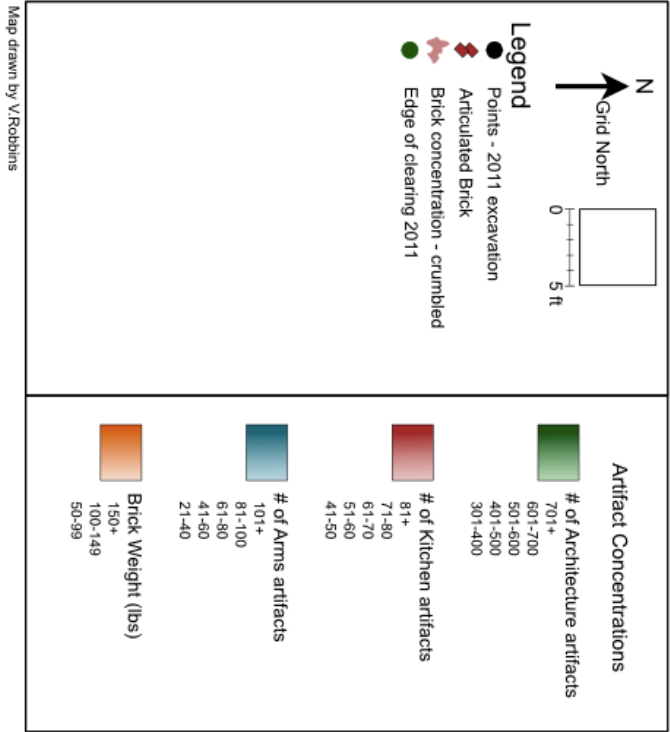 N
Grid North
0 5 ft
Legend
Points - 2011 excavation
Articulated Brick
Brick concentration - crumbled
Edge of clearing 2011
Artifact Concentrations
# of Architecture artifacts
701+
601-700
501-600
401-500
301-400
# of Kitchen artifacts
81+
71-80
61-70
51-60
41-50
# of Arms artifacts
101+
81-100
61-80
41-60
21-40
Brick Weight (lbs)
150+
100-149
50-99
Map drawn by V.Robbins